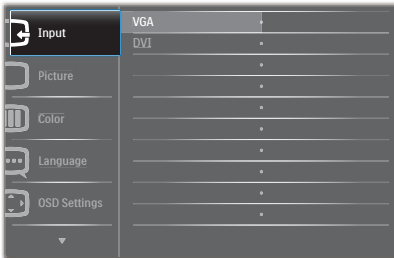 Input
VGA
DVI
Picture
Color
Language
OSD Settings